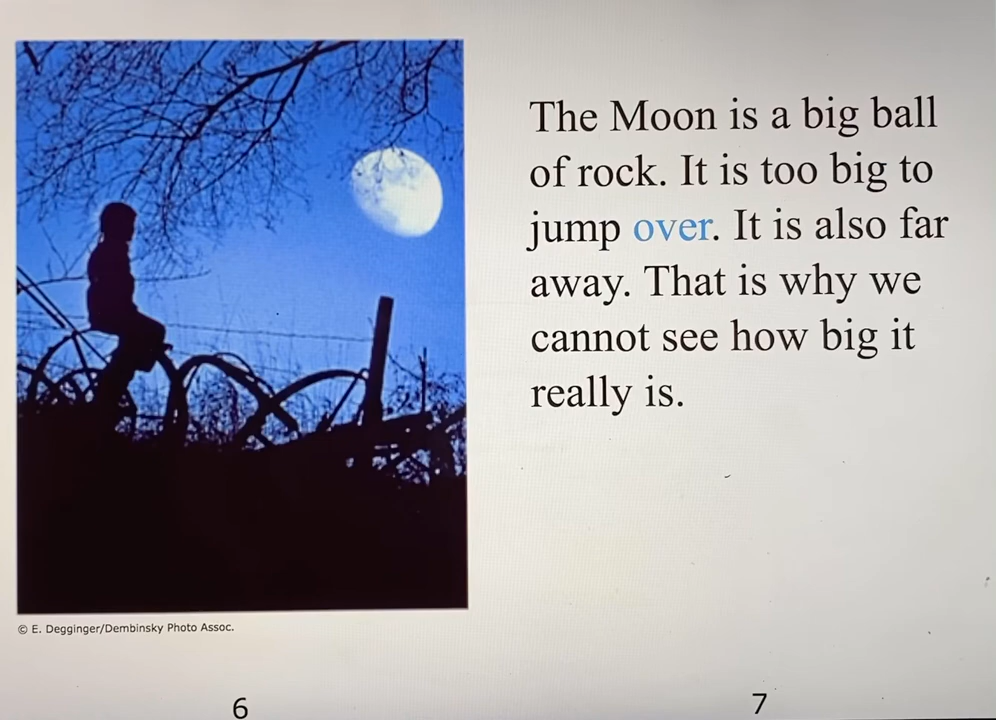 The Moon is a big ball
of rock. It is too big to
jump over. It is also far
away. That is why we
cannot see how big it
really is.
© E. Degginger/Dembinsky Photo Assoc.
6
7